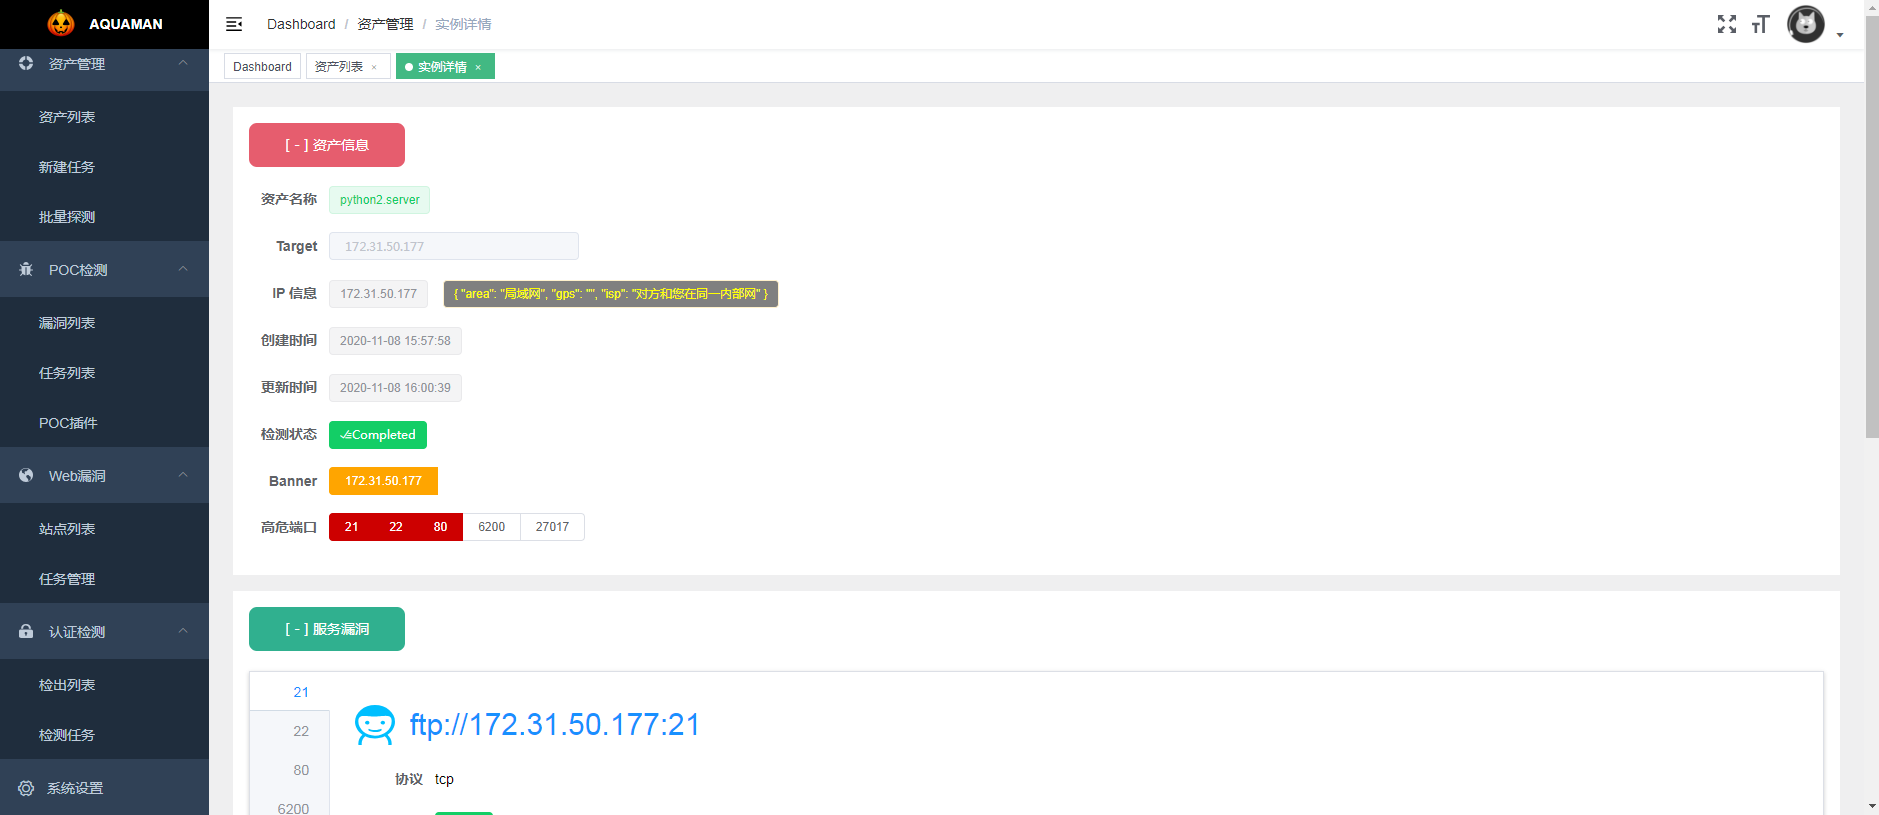 AQUAMAN
Dashboard / 资产管理 / 实例详情
Dashboard
资产列表 ×
实例详情 ×
资产管理
资产列表
新建任务
批量探测
POC检测
漏洞列表
任务列表
POC插件
Web漏洞
站点列表
任务管理
认证检测
检出列表
检测任务
系统设置
[ - ] 资产信息
资产名称 python2.server
Target 172.31.50.177
IP 信息 172.31.50.177 { "area": "局域网", "gps": "", "isp": "对方和您在同一内部网" }
创建时间 2020-11-08 15:57:58
更新时间 2020-11-08 16:00:39
检测状态 Completed
Banner 172.31.50.177
高危端口 21 22 80 6200 27017
[ - ] 服务漏洞
21
22
80
6200
ftp://172.31.50.177:21
协议 tcp